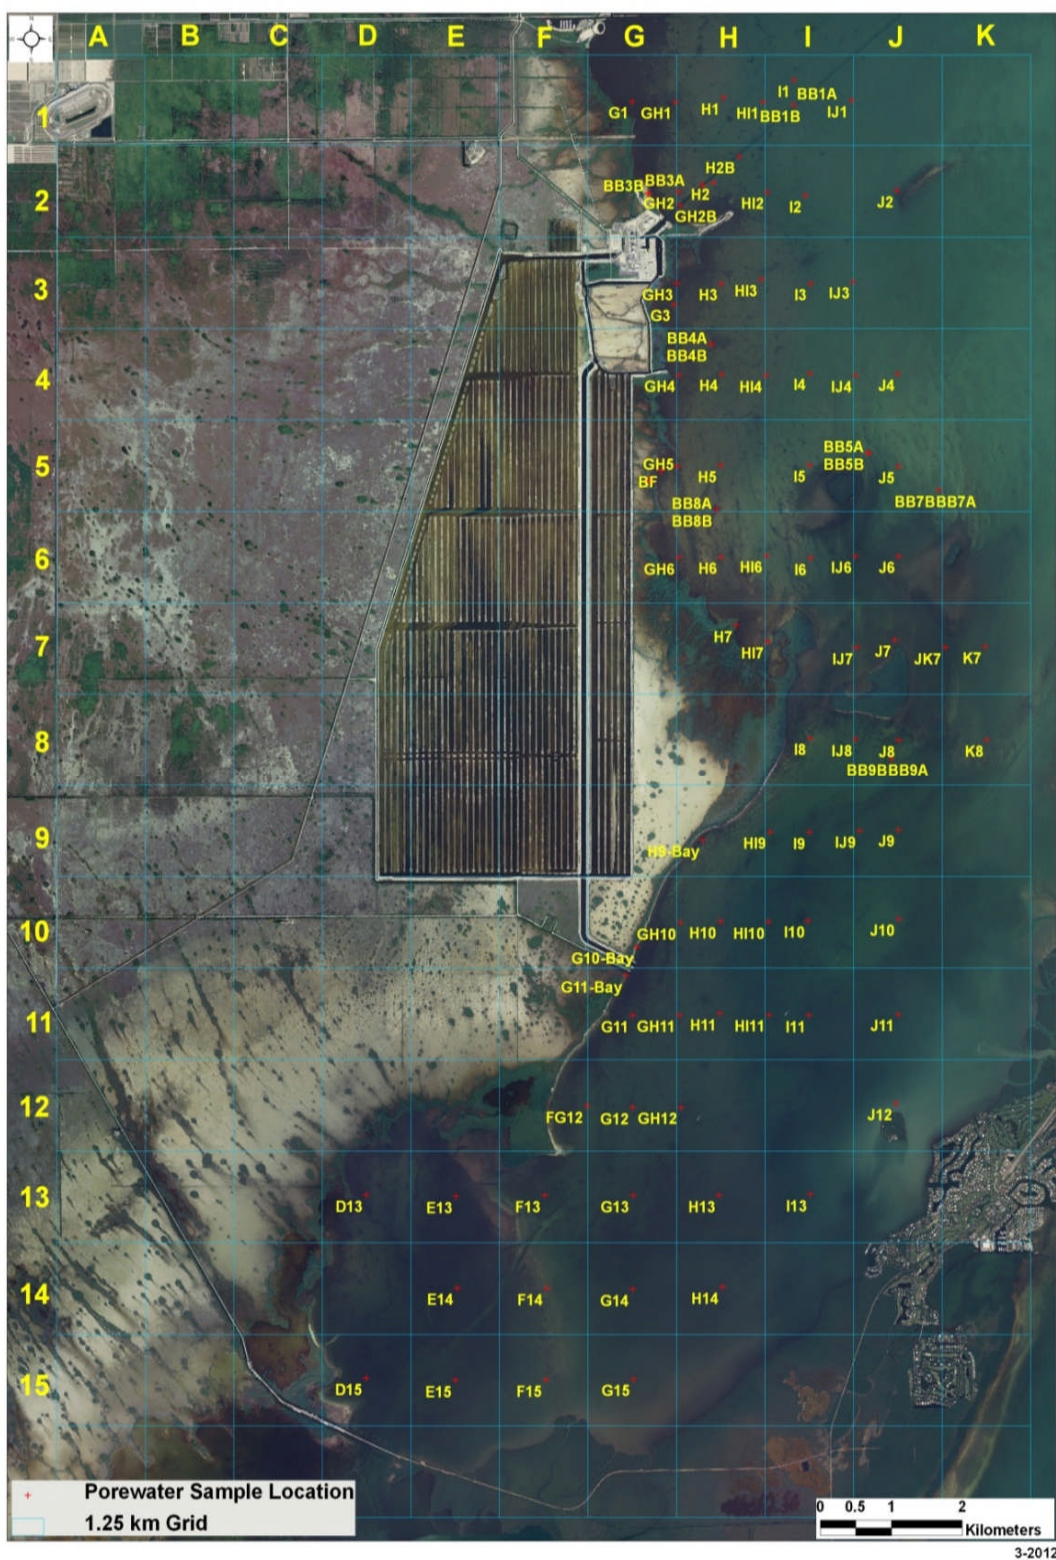 A B C D E F G H I J K
I1 BB1A
1 G1 GH1 H1 HI1 BB1B IJ1
H2B
BB3B BB3A
2 GH2 H2 HI2 I2 J2
GH2B
3 GH3 H3 HI3 I3 IJ3
G3
BB4A
BB4B
4 GH4 H4 HI4 I4 IJ4 J4
BB5A
5 GH5 BB5B
BF H5 I5 J5
BB8A BB7BBB7A
BB8B
6 GH6 H6 HI6 I6 IJ6 J6
H7
7 HI7 IJ7 J7 JK7 K7
8 I8 IJ8 J8 K8
BB9BBB9A
9 H9-Bay HI9 I9 IJ9 J9
10 GH10 H10 HI10 I10 J10
G10-Bay
G11-Bay
11 G11 GH11 H11 HI11 I11 J11
12 FG12 G12 GH12 J12
13 D13 E13 F13 G13 H13 I13
14 E14 F14 G14 H14
15 D15 E15 F15 G15
Porewater Sample Location
1.25 km Grid
0 0.5 1 2
Kilometers
3-2012